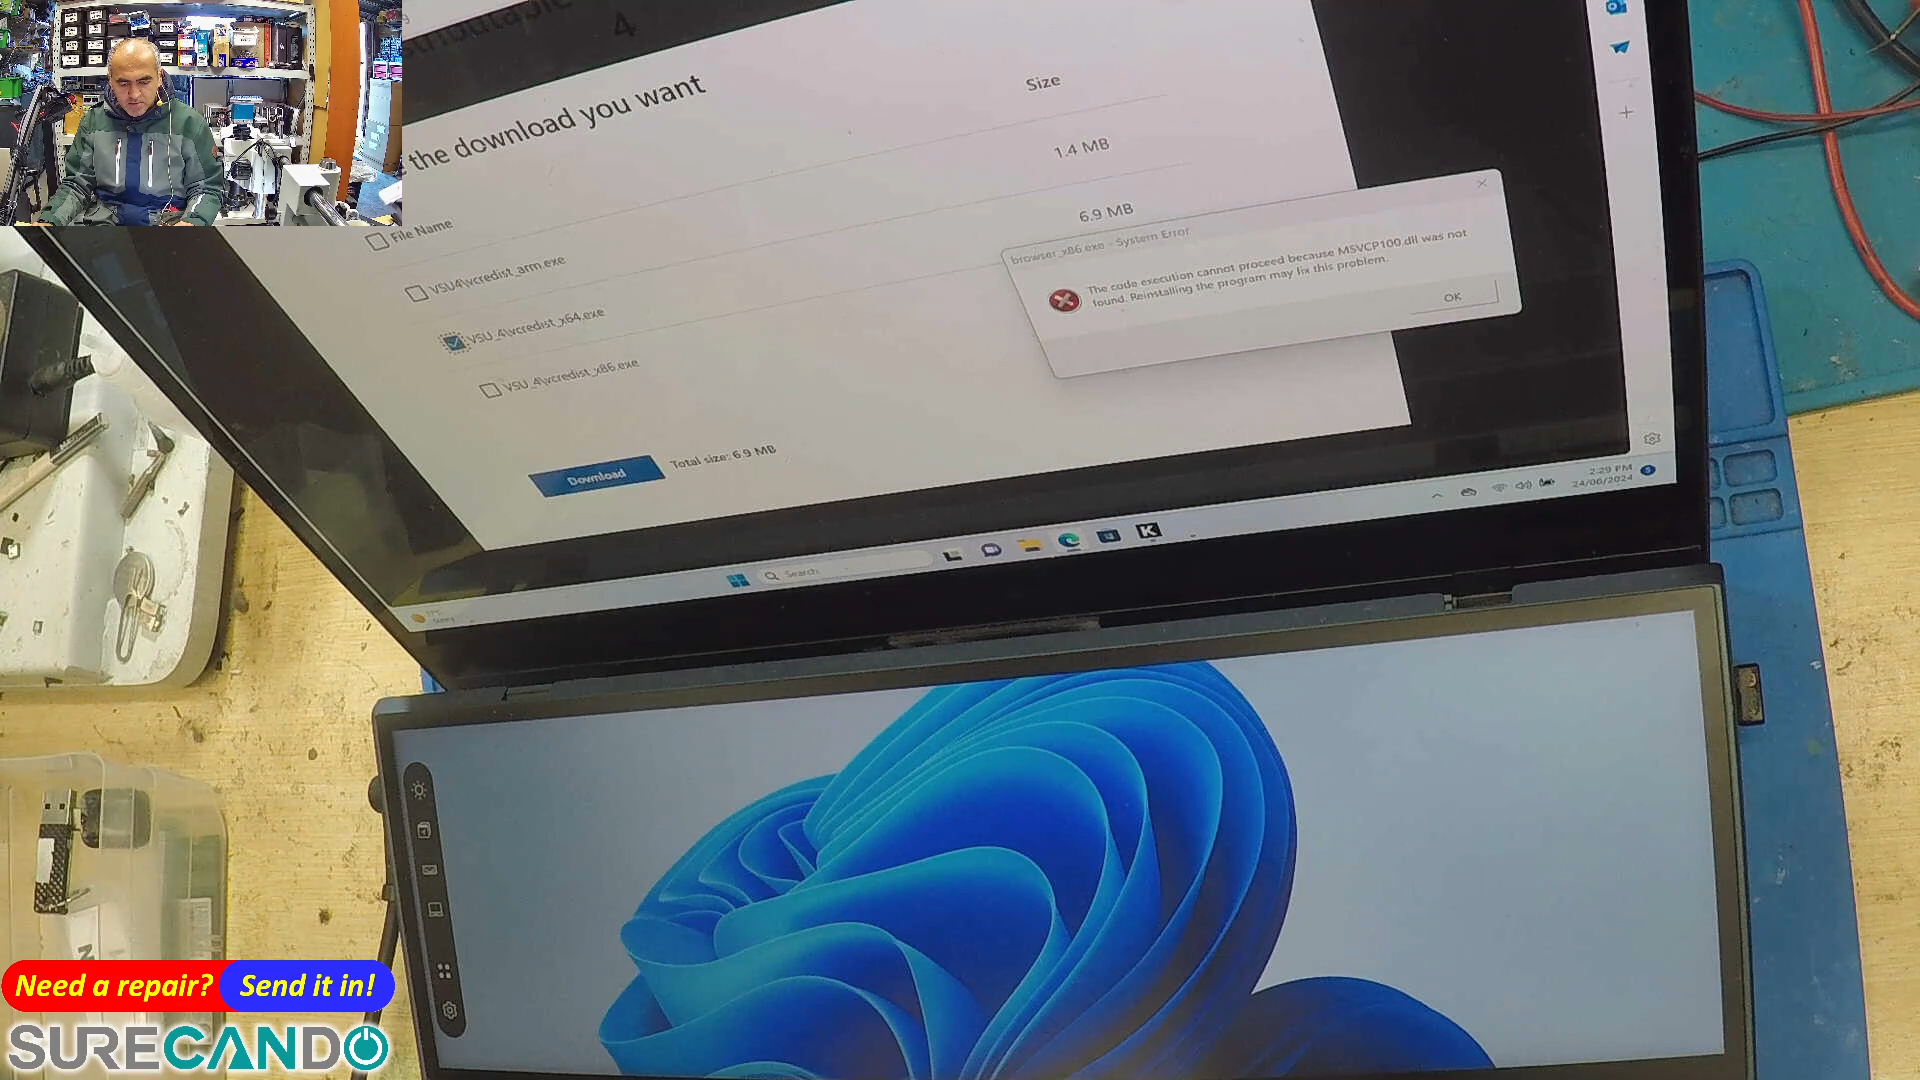 4
the download you want
Size
File Name
1.4 MB
VSU4\vcredist_arm.exe
6.9 MB
VSU_4\vcredist_x64.exe
VSU_4\vcredist_x86.exe
Download
Total size: 6.9 MB
browser_x86.exe - System Error
The code execution cannot proceed because MSVCP100.dll was not
found. Reinstalling the program may fix this problem.
OK
Search
2:29 PM
24/06/2024
K
Need a repair? Send it in!
SURECANDO